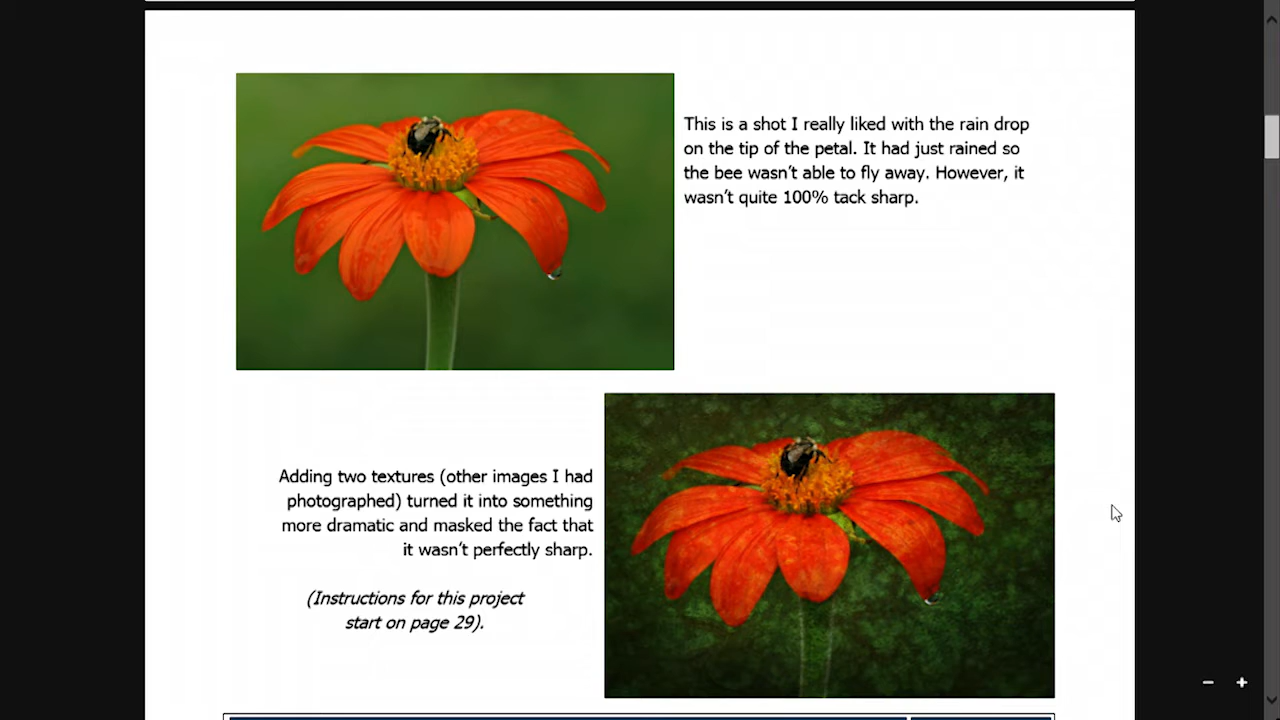 This is a shot I really liked with the rain drop
on the tip of the petal. It had just rained so
the bee wasn't able to fly away. However, it
wasn't quite 100% tack sharp.
Adding two textures (other images I had
photographed) turned it into something
more dramatic and masked the fact that
it wasn't perfectly sharp.
(Instructions for this project
start on page 29).